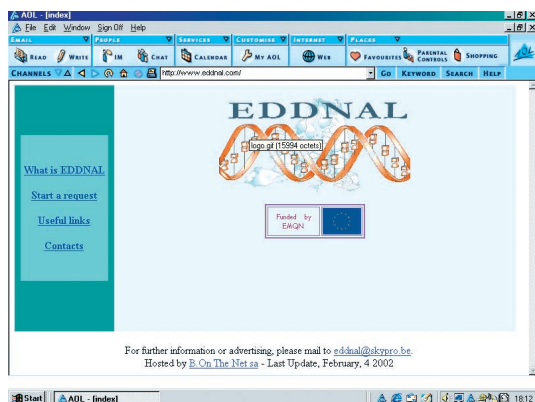 AOL - [index]
File Edit Window Sign Off Help
EMAIL PEOPLE SERVICES CUSTOMISE INTERNET PLACES
READ WRITE IM CHAT CALENDAR MY AOL WEB FAVOURITES PARENTAL CONTROLS SHOPPING
CHANNELS http://www.eddnal.com/ GO KEYWORD SEARCH HELP
EDDNAL
logo.gif (15994 octets)
What is EDDNAL
Start a request
Useful links
Contacts
Funded by
EMQN
For further information or advertising, please mail to eddnal@skypro.be.
Hosted by B. On The Net sa - Last Update, February, 4 2002
Start AOL - [index] 18:12